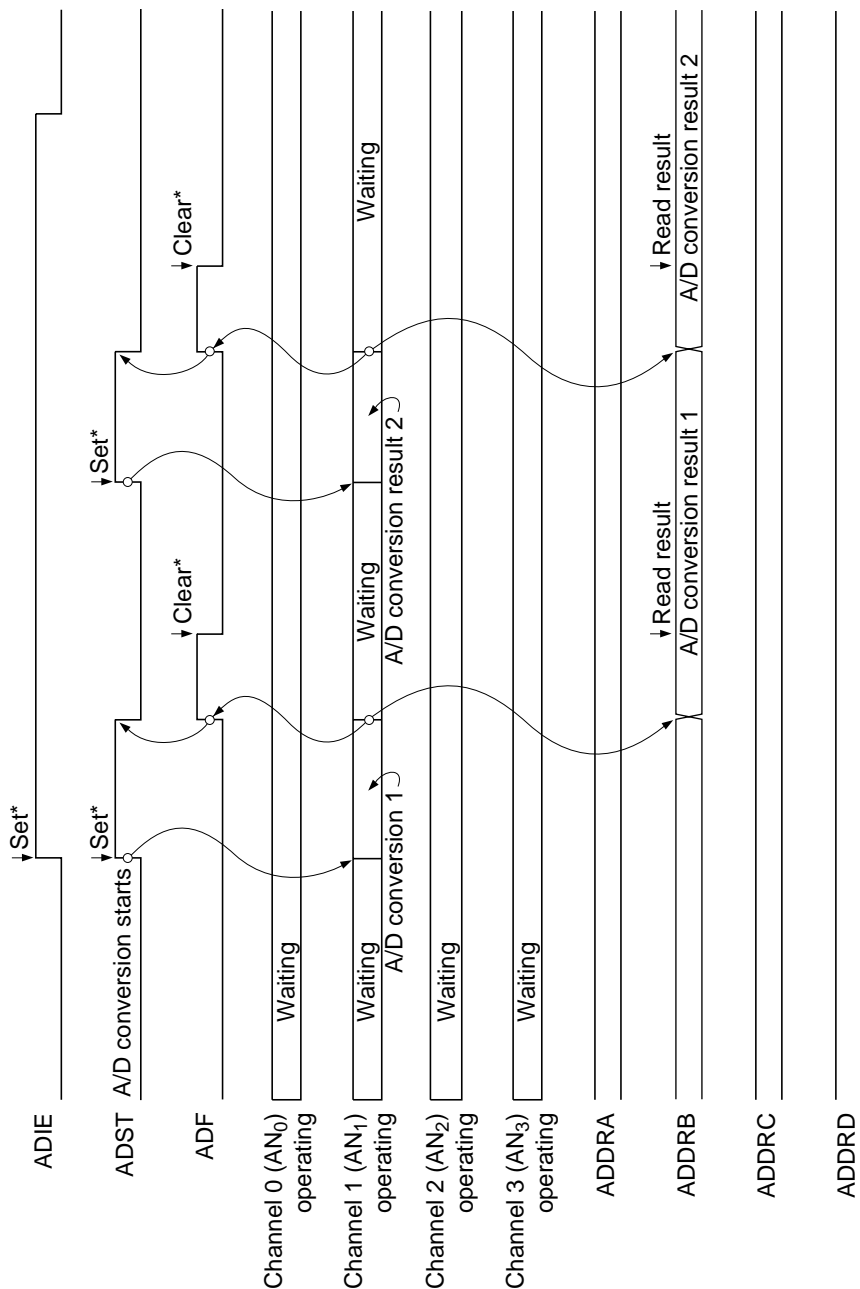 ADIE
Set*
ADST
A/D conversion starts
Set*
Set*
ADF
Clear*
Clear*
Channel 0 (AN0)
operating
Waiting
Channel 1 (AN1)
operating
Waiting
A/D conversion 1
Waiting
A/D conversion result 2
Waiting
Channel 2 (AN2)
operating
Waiting
Channel 3 (AN3)
operating
Waiting
ADDRA
ADDRB
Read result
A/D conversion result 1
Read result
A/D conversion result 2
ADDRC
ADDRD